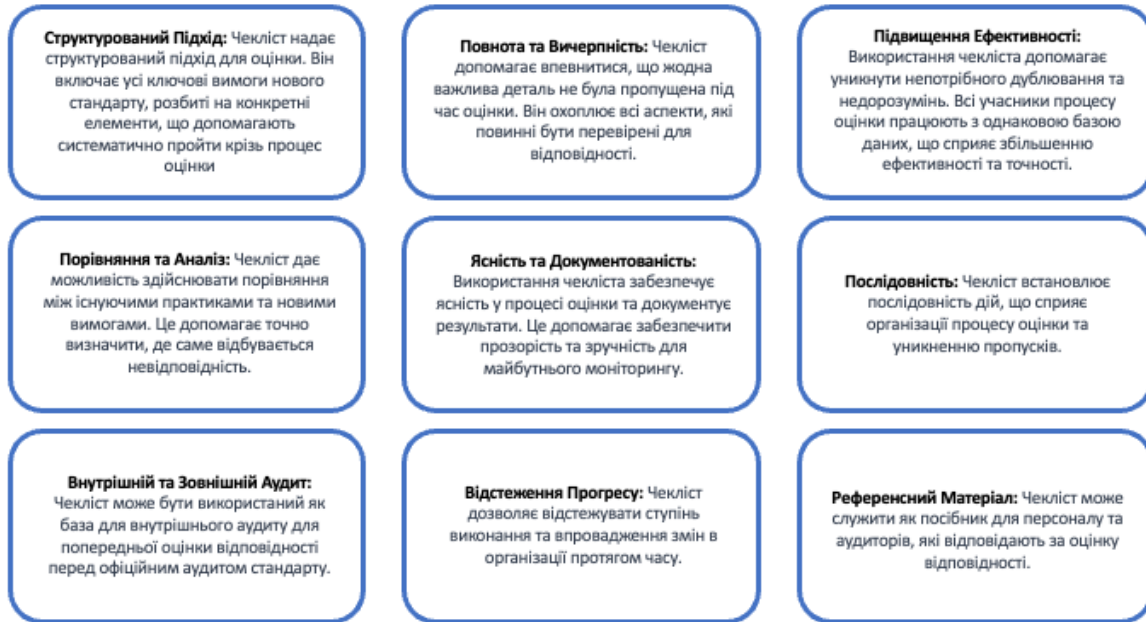 Структурований Підхід: Чекліст надає
структурований підхід для оцінки. Він
включає усі ключові вимоги нового
стандарту, розбиті на конкретні
елементи, що допомагають
систематично пройти крізь процес
оцінки
Повнота та Вичерпність: Чекліст
допомагає впевнитися, що жодна
важлива деталь не була пропущена під
час оцінки. Він охоплює всі аспекти, які
повинні бути перевірені для
відповідності.
Підвищення Ефективності:
Використання чекліста допомагає
уникнути непотрібного дублювання та
недорозумінь. Всі учасники процесу
оцінки працюють з однаковою базою
даних, що сприяє збільшенню
ефективності та точності.
Порівняння та Аналіз: Чекліст дає
можливість здійснювати порівняння
між існуючими практиками та новими
вимогами. Це допомагає точно
визначити, де саме відбувається
невідповідність.
Ясність та Документованість:
Використання чекліста забезпечує
ясність у процесі оцінки та документує
результати. Це допомагає забезпечити
прозорість та зручність для
майбутнього моніторингу.
Послідовність: Чекліст встановлює
послідовність дій, що сприяє
організації процесу оцінки та
уникненню пропусків.
Внутрішній та Зовнішній Аудит:
Чекліст може бути використаний як
база для внутрішнього аудиту для
попередньої оцінки відповідності
перед офіційним аудитом стандарту.
Відстеження Прогресу: Чекліст
дозволяє відстежувати ступінь
виконання та впровадження змін в
організації протягом часу.
Референсний Матеріал: Чекліст може
служити як посібник для персоналу та
аудиторів, які відповідають за оцінку
відповідності.